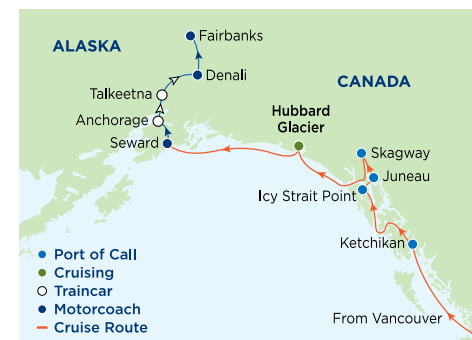 Fairbanks
ALASKA
Denali
CANADA
Talkeetna
Hubbard
Glacier
Anchorage
Seward
Skagway
Juneau
Icy Strait Point
Ketchikan
Port of Call
Cruising
Traincar
Motorcoach
Cruise Route
From Vancouver